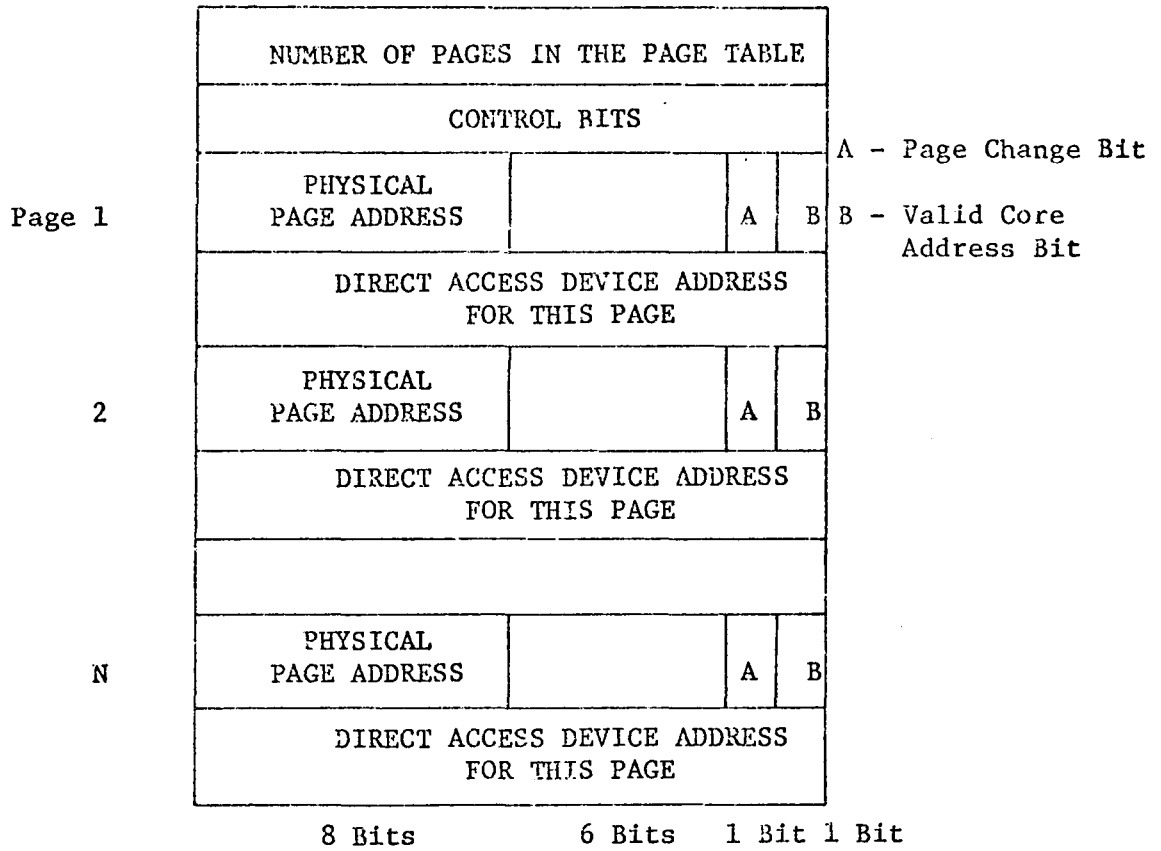 NUMBER OF PAGES IN THE PAGE TABLE
CONTROL BITS
A - Page Change Bit
Page 1
PHYSICAL
PAGE ADDRESS
A
B
B - Valid Core
Address Bit
DIRECT ACCESS DEVICE ADDRESS
FOR THIS PAGE
2
PHYSICAL
PAGE ADDRESS
A
B
DIRECT ACCESS DEVICE ADDRESS
FOR THIS PAGE
N
PHYSICAL
PAGE ADDRESS
A
B
DIRECT ACCESS DEVICE ADDRESS
FOR THIS PAGE
8 Bits 6 Bits 1 Bit 1 Bit